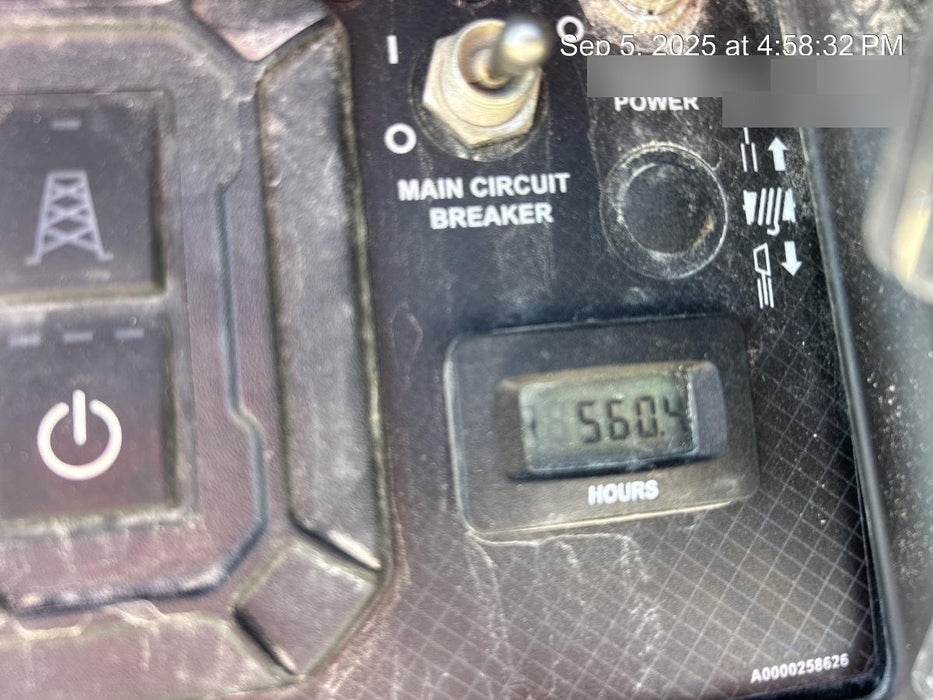 Sep 5, 2025 at 4:58:32 PM
I
O
O
POWER
MAIN CIRCUIT
BREAKER
560.4
HOURS
A0000258626